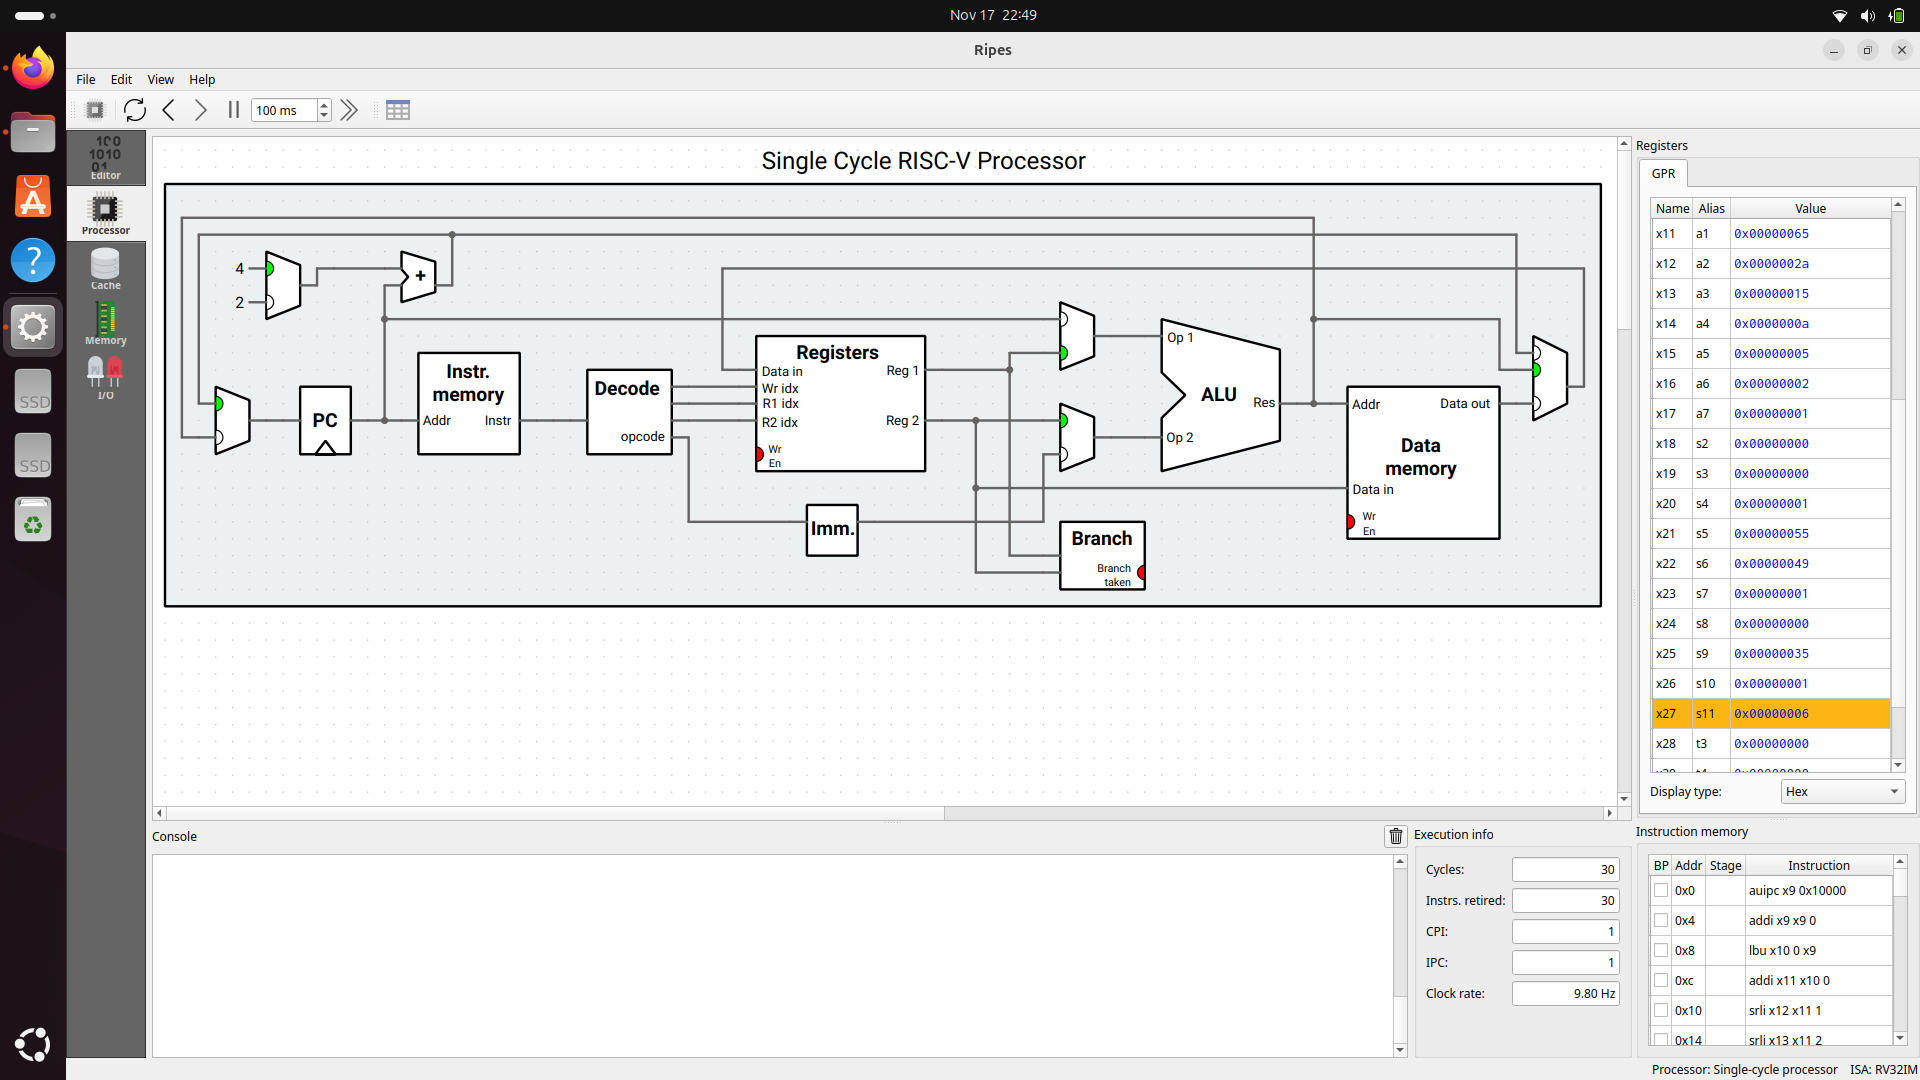 Nov 17 22:49
Ripes
File Edit View Help
100 ms
100
1010
01
Editor
Processor
Cache
Memory
I/O
SSD
SSD
Single Cycle RISC-V Processor
4
2
+
PC
Instr.
memory
Addr Instr
Decode
opcode
Registers
Data in Reg 1
Wr idx
R1 idx
R2 idx Reg 2
Wr
En
Imm.
Op 1
ALU Res
Op 2
Branch
Branch
taken
Addr Data out
Data
memory
Data in
Wr
En
Registers
GPR
Name Alias Value
x11 a1 0x00000065
x12 a2 0x0000002a
x13 a3 0x00000015
x14 a4 0x0000000a
x15 a5 0x00000005
x16 a6 0x00000002
x17 a7 0x00000001
x18 s2 0x00000000
x19 s3 0x00000000
x20 s4 0x00000001
x21 s5 0x00000055
x22 s6 0x00000049
x23 s7 0x00000001
x24 s8 0x00000000
x25 s9 0x00000035
x26 s10 0x00000001
x27 s11 0x00000006
x28 t3 0x00000000
Display type: Hex
Console
Execution info
Cycles: 30
Instrs. retired: 30
CPI: 1
IPC: 1
Clock rate: 9.80 Hz
Instruction memory
BP Addr Stage Instruction
0x0 auipc x9 0x10000
0x4 addi x9 x9 0
0x8 lbu x10 0 x9
0xc addi x11 x10 0
0x10 srli x12 x11 1
0x14 srli x13 x11 2
Processor: Single-cycle processor ISA: RV32IM